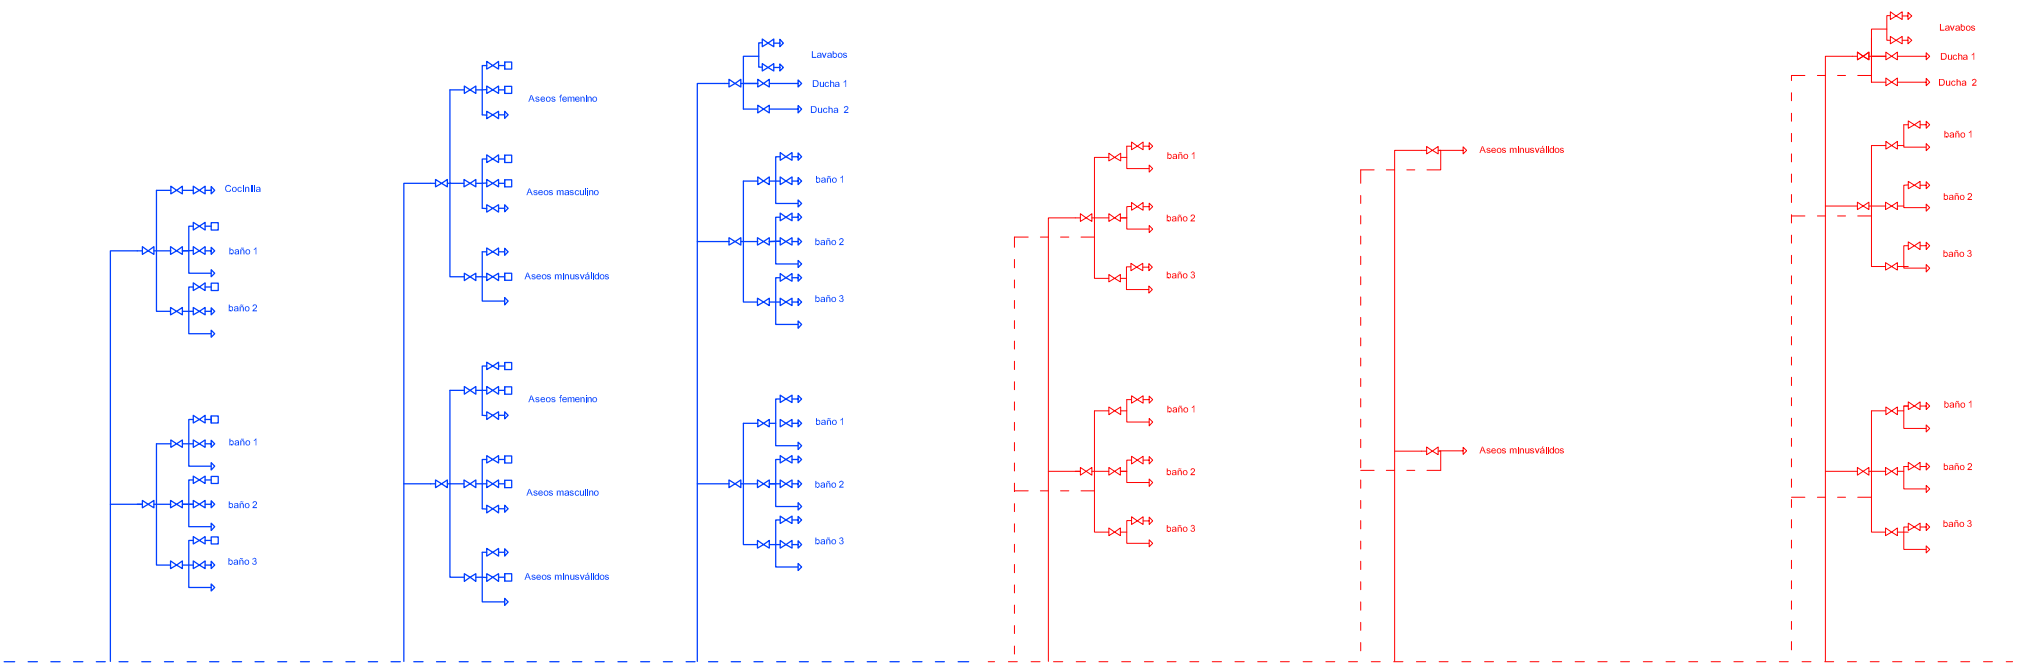 Cocinilla
baño 1
baño 2
baño 1
baño 2
baño 3
Aseos femenino
Aseos masculino
Aseos minusválidos
Aseos femenino
Aseos masculino
Aseos minusválidos
Lavabos
Ducha 1
Ducha 2
baño 1
baño 2
baño 3
baño 1
baño 2
baño 3
baño 1
baño 2
baño 3
baño 1
baño 2
baño 3
Aseos minusválidos
Aseos minusválidos
Lavabos
Ducha 1
Ducha 2
baño 1
baño 2
baño 3
baño 1
baño 2
baño 3